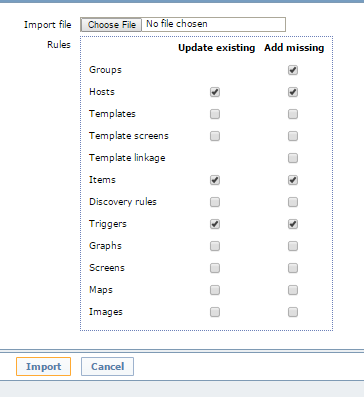 Import file Choose File No file chosen
Rules
Update existing Add missing
Groups
Hosts
Templates
Template screens
Template linkage
Items
Discovery rules
Triggers
Graphs
Screens
Maps
Images
Import Cancel